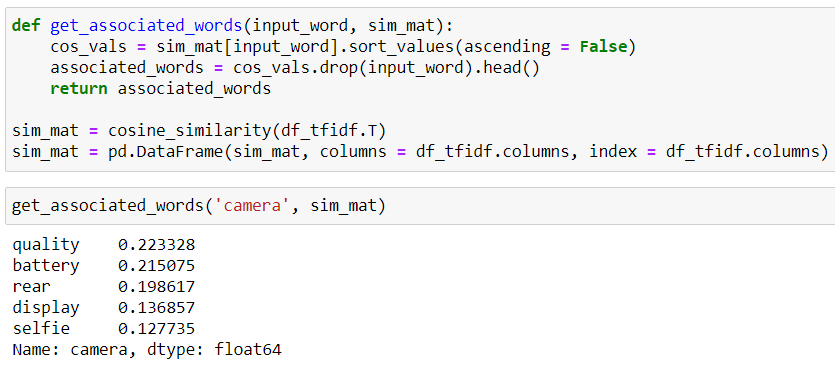 def get_associated_words(input_word, sim_mat):
    cos_vals = sim_mat[input_word].sort_values(ascending = False)
    associated_words = cos_vals.drop(input_word).head()
    return associated_words

sim_mat = cosine_similarity(df_tfidf.T)
sim_mat = pd.DataFrame(sim_mat, columns = df_tfidf.columns, index = df_tfidf.columns)
get_associated_words('camera', sim_mat)
quality    0.223328
battery    0.215075
rear       0.198617
display    0.136857
selfie     0.127735
Name: camera, dtype: float64